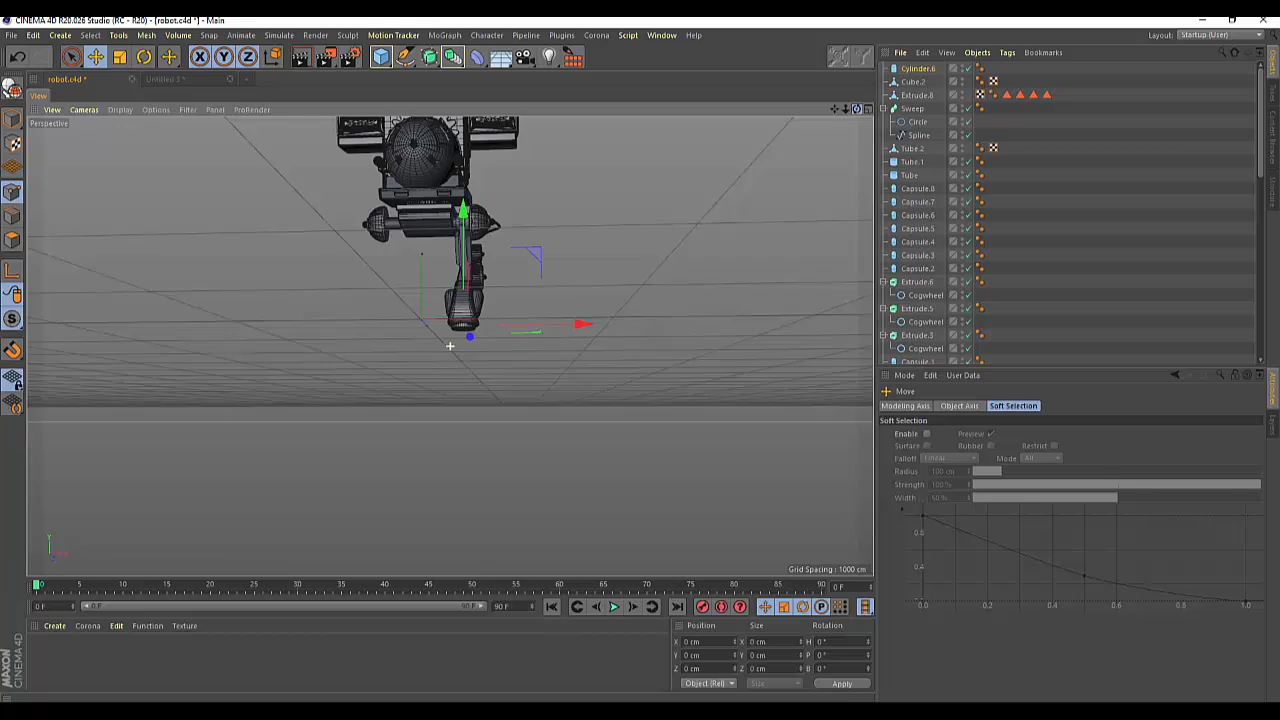 CINEMA 4D R20.026 Studio (RC - R20) - [robot.c4d *] - Main
File Edit Create Select Tools Mesh Volume Snap Animate Simulate Render Sculpt Motion Tracker MoGraph Character Pipeline Plugins Corona Script Window Help
Layout: Startup (User)
robot.c4d * Untitled 3 *
View
View Cameras Display Options Filter Panel ProRender
Perspective
Grid Spacing : 1000 cm
File Edit View Objects Tags Bookmarks
Cylinder.6
Cube.2
Extrude.8
Sweep
Circle
Spline
Tube.2
Tube.1
Tube
Capsule.8
Capsule.7
Capsule.6
Capsule.5
Capsule.4
Capsule.3
Capsule.2
Extrude.6
Cogwheel
Extrude.5
Cogwheel
Extrude.3
Cogwheel
Capsule.1
Mode Edit User Data
Move
Modeling Axis Object Axis Soft Selection
Soft Selection
Enable Preview
Surface Rubber Restrict
Falloff Linear Mode All
Radius 100 cm
Strength 100 %
Width 50 %
0.8
0.4
0.0 0.2 0.4 0.6 0.8 1.0
0 5 10 15 20 25 30 35 40 45 50 55 60 65 70 75 80 85 90 0 F
0 F 0 F 90 F 90 F
Create Corona Edit Function Texture
Position Size Rotation
X 0 cm X 0 cm H 0 °
Y 0 cm Y 0 cm P 0 °
Z 0 cm Z 0 cm B 0 °
Object (Rel) Size Apply
MAXON CINEMA 4D